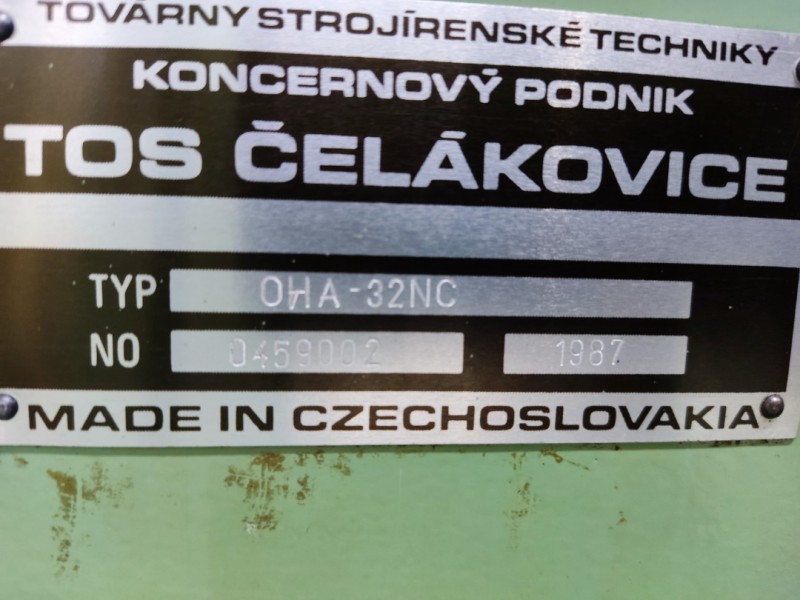 TOVÁRNY STROJÍRENSKÉ TECHNIKY
KONCERNOVÝ PODNIK
TOS ČELÁKOVICE
TYP OHA-32NC
NO 0459002 1987
MADE IN CZECHOSLOVAKIA